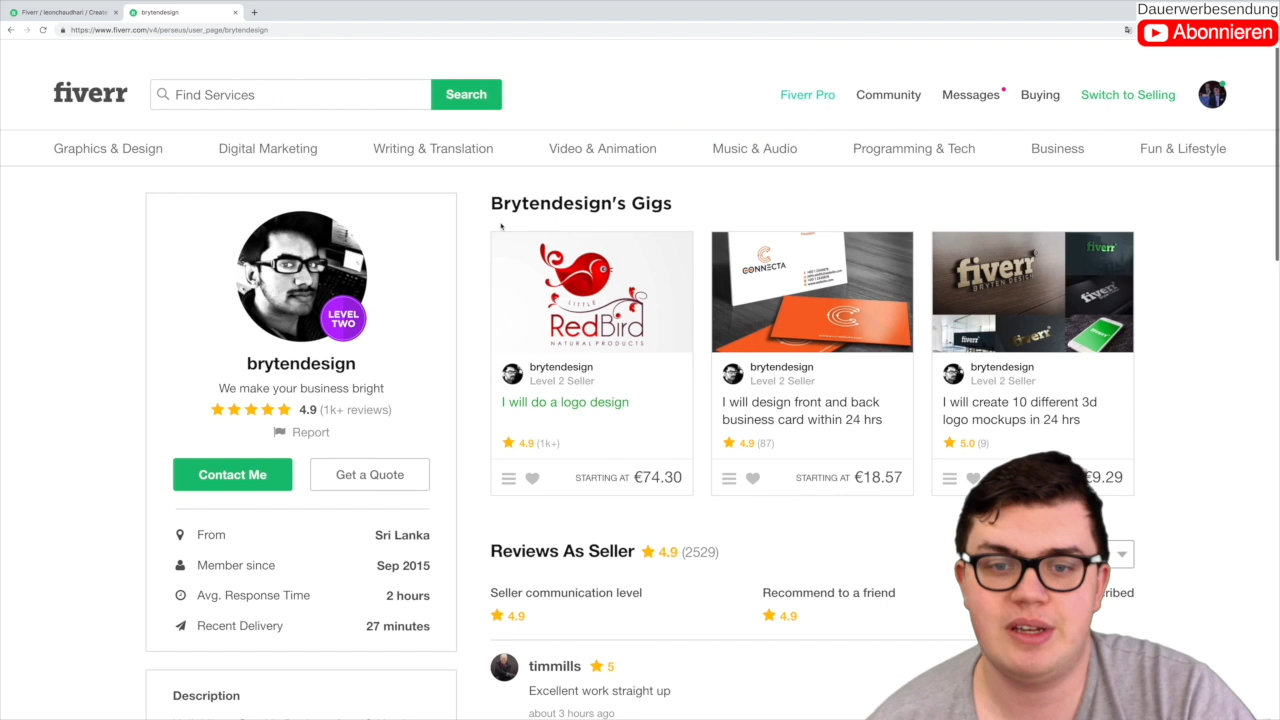 Fiverr / leonchaudhari / Create
brytendesign
https://www.fiverr.com/v4/perseus/user_page/brytendesign
Dauerwerbesendung
Abonnieren
fiverr
Find Services
Search
Fiverr Pro
Community
Messages
Buying
Switch to Selling
Graphics & Design
Digital Marketing
Writing & Translation
Video & Animation
Music & Audio
Programming & Tech
Business
Fun & Lifestyle
LEVEL
TWO
brytendesign
We make your business bright
4.9 (1k+ reviews)
Report
Contact Me
Get a Quote
From Sri Lanka
Member since Sep 2015
Avg. Response Time 2 hours
Recent Delivery 27 minutes
Description
Brytendesign's Gigs
LITTLE
RedBird
NATURAL PRODUCTS
brytendesign
Level 2 Seller
I will do a logo design
4.9 (1k+)
STARTING AT €74.30
CONNECTA
brytendesign
Level 2 Seller
I will design front and back
business card within 24 hrs
4.9 (87)
STARTING AT €18.57
fiverr
BRYTEN DESIGN
fiverr
fiverr
fiverr
fiverr
fiverr
brytendesign
Level 2 Seller
I will create 10 different 3d
logo mockups in 24 hrs
5.0 (9)
€9.29
Reviews As Seller 4.9 (2529)
Seller communication level
4.9
Recommend to a friend
4.9
ribed
timmills 5
Excellent work straight up
about 3 hours ago